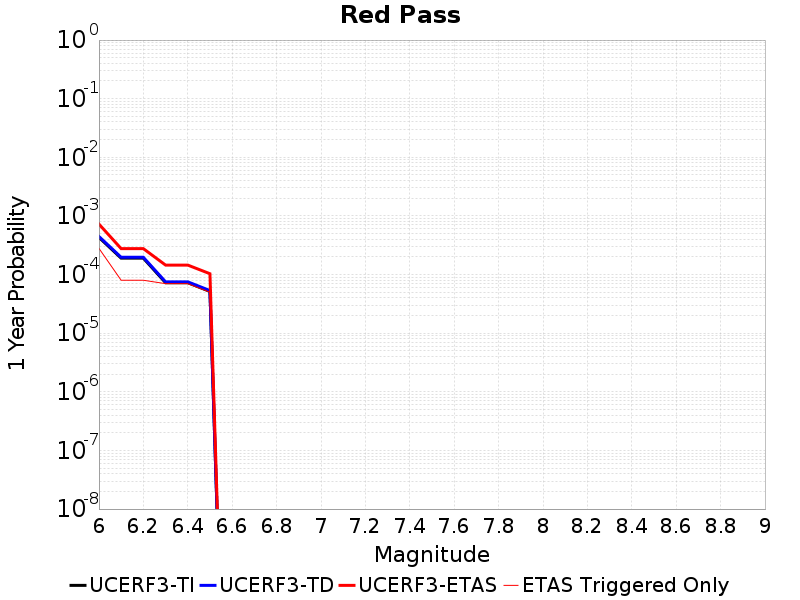 Red Pass
10^0
10^-1
10^-2
10^-3
10^-4
10^-5
10^-6
10^-7
10^-8
1 Year Probability
6 6.2 6.4 6.6 6.8 7 7.2 7.4 7.6 7.8 8 8.2 8.4 8.6 8.8 9
Magnitude
UCERF3-TI UCERF3-TD UCERF3-ETAS ETAS Triggered Only